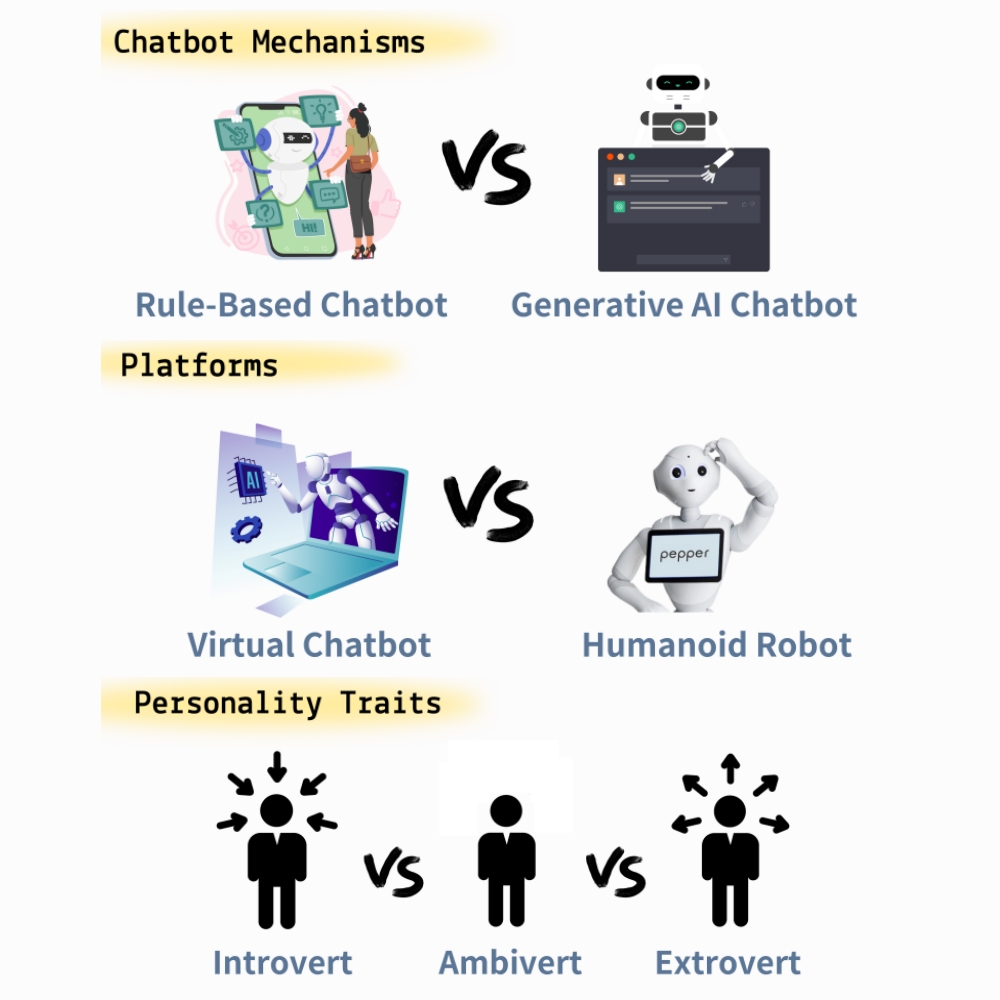 Chatbot Mechanisms
HI!
VS
Rule-Based Chatbot
Generative AI Chatbot
Platforms
AI
VS
pepper
Virtual Chatbot
Humanoid Robot
Personality Traits
VS
VS
Introvert
Ambivert
Extrovert